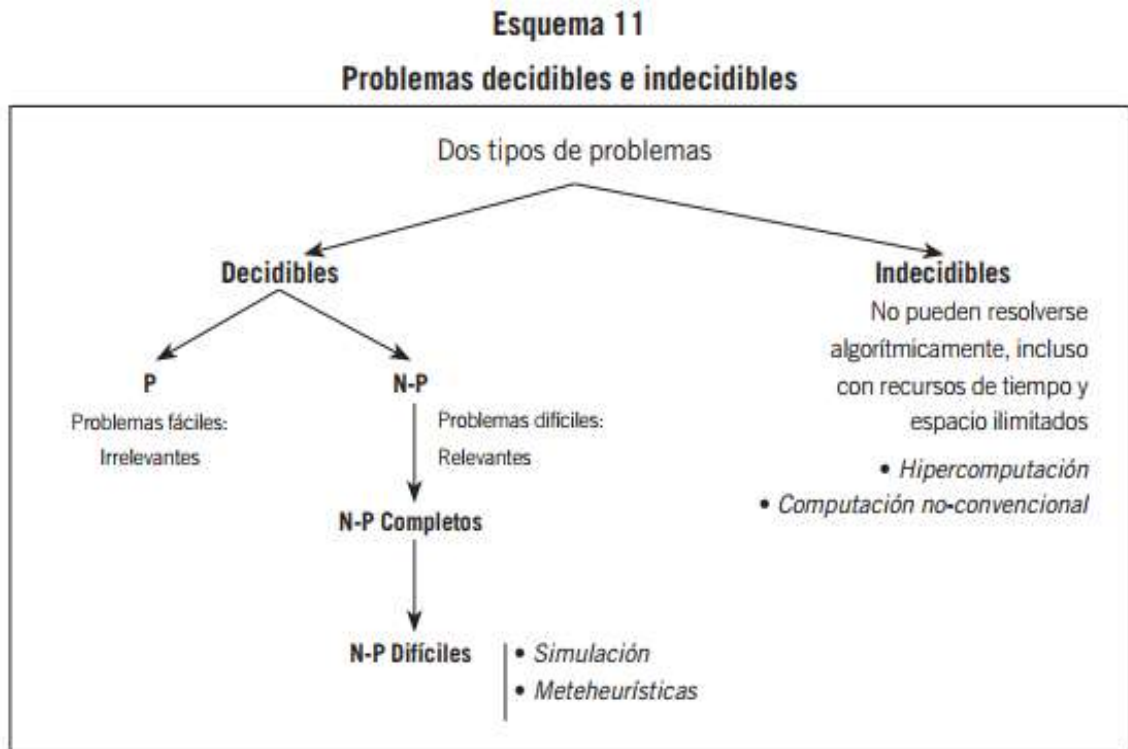 Esquema 11
Problemas decidibles e indecidibles
Dos tipos de problemas
Decidibles
P
Problemas fáciles:
Irrelevantes
N-P
Problemas difíciles:
Relevantes
N-P Completos
N-P Difíciles
• Simulación
• Meteheurísticas
Indecidibles
No pueden resolverse
algorítmicamente, incluso
con recursos de tiempo y
espacio ilimitados
• Hipercomputación
• Computación no-convencional